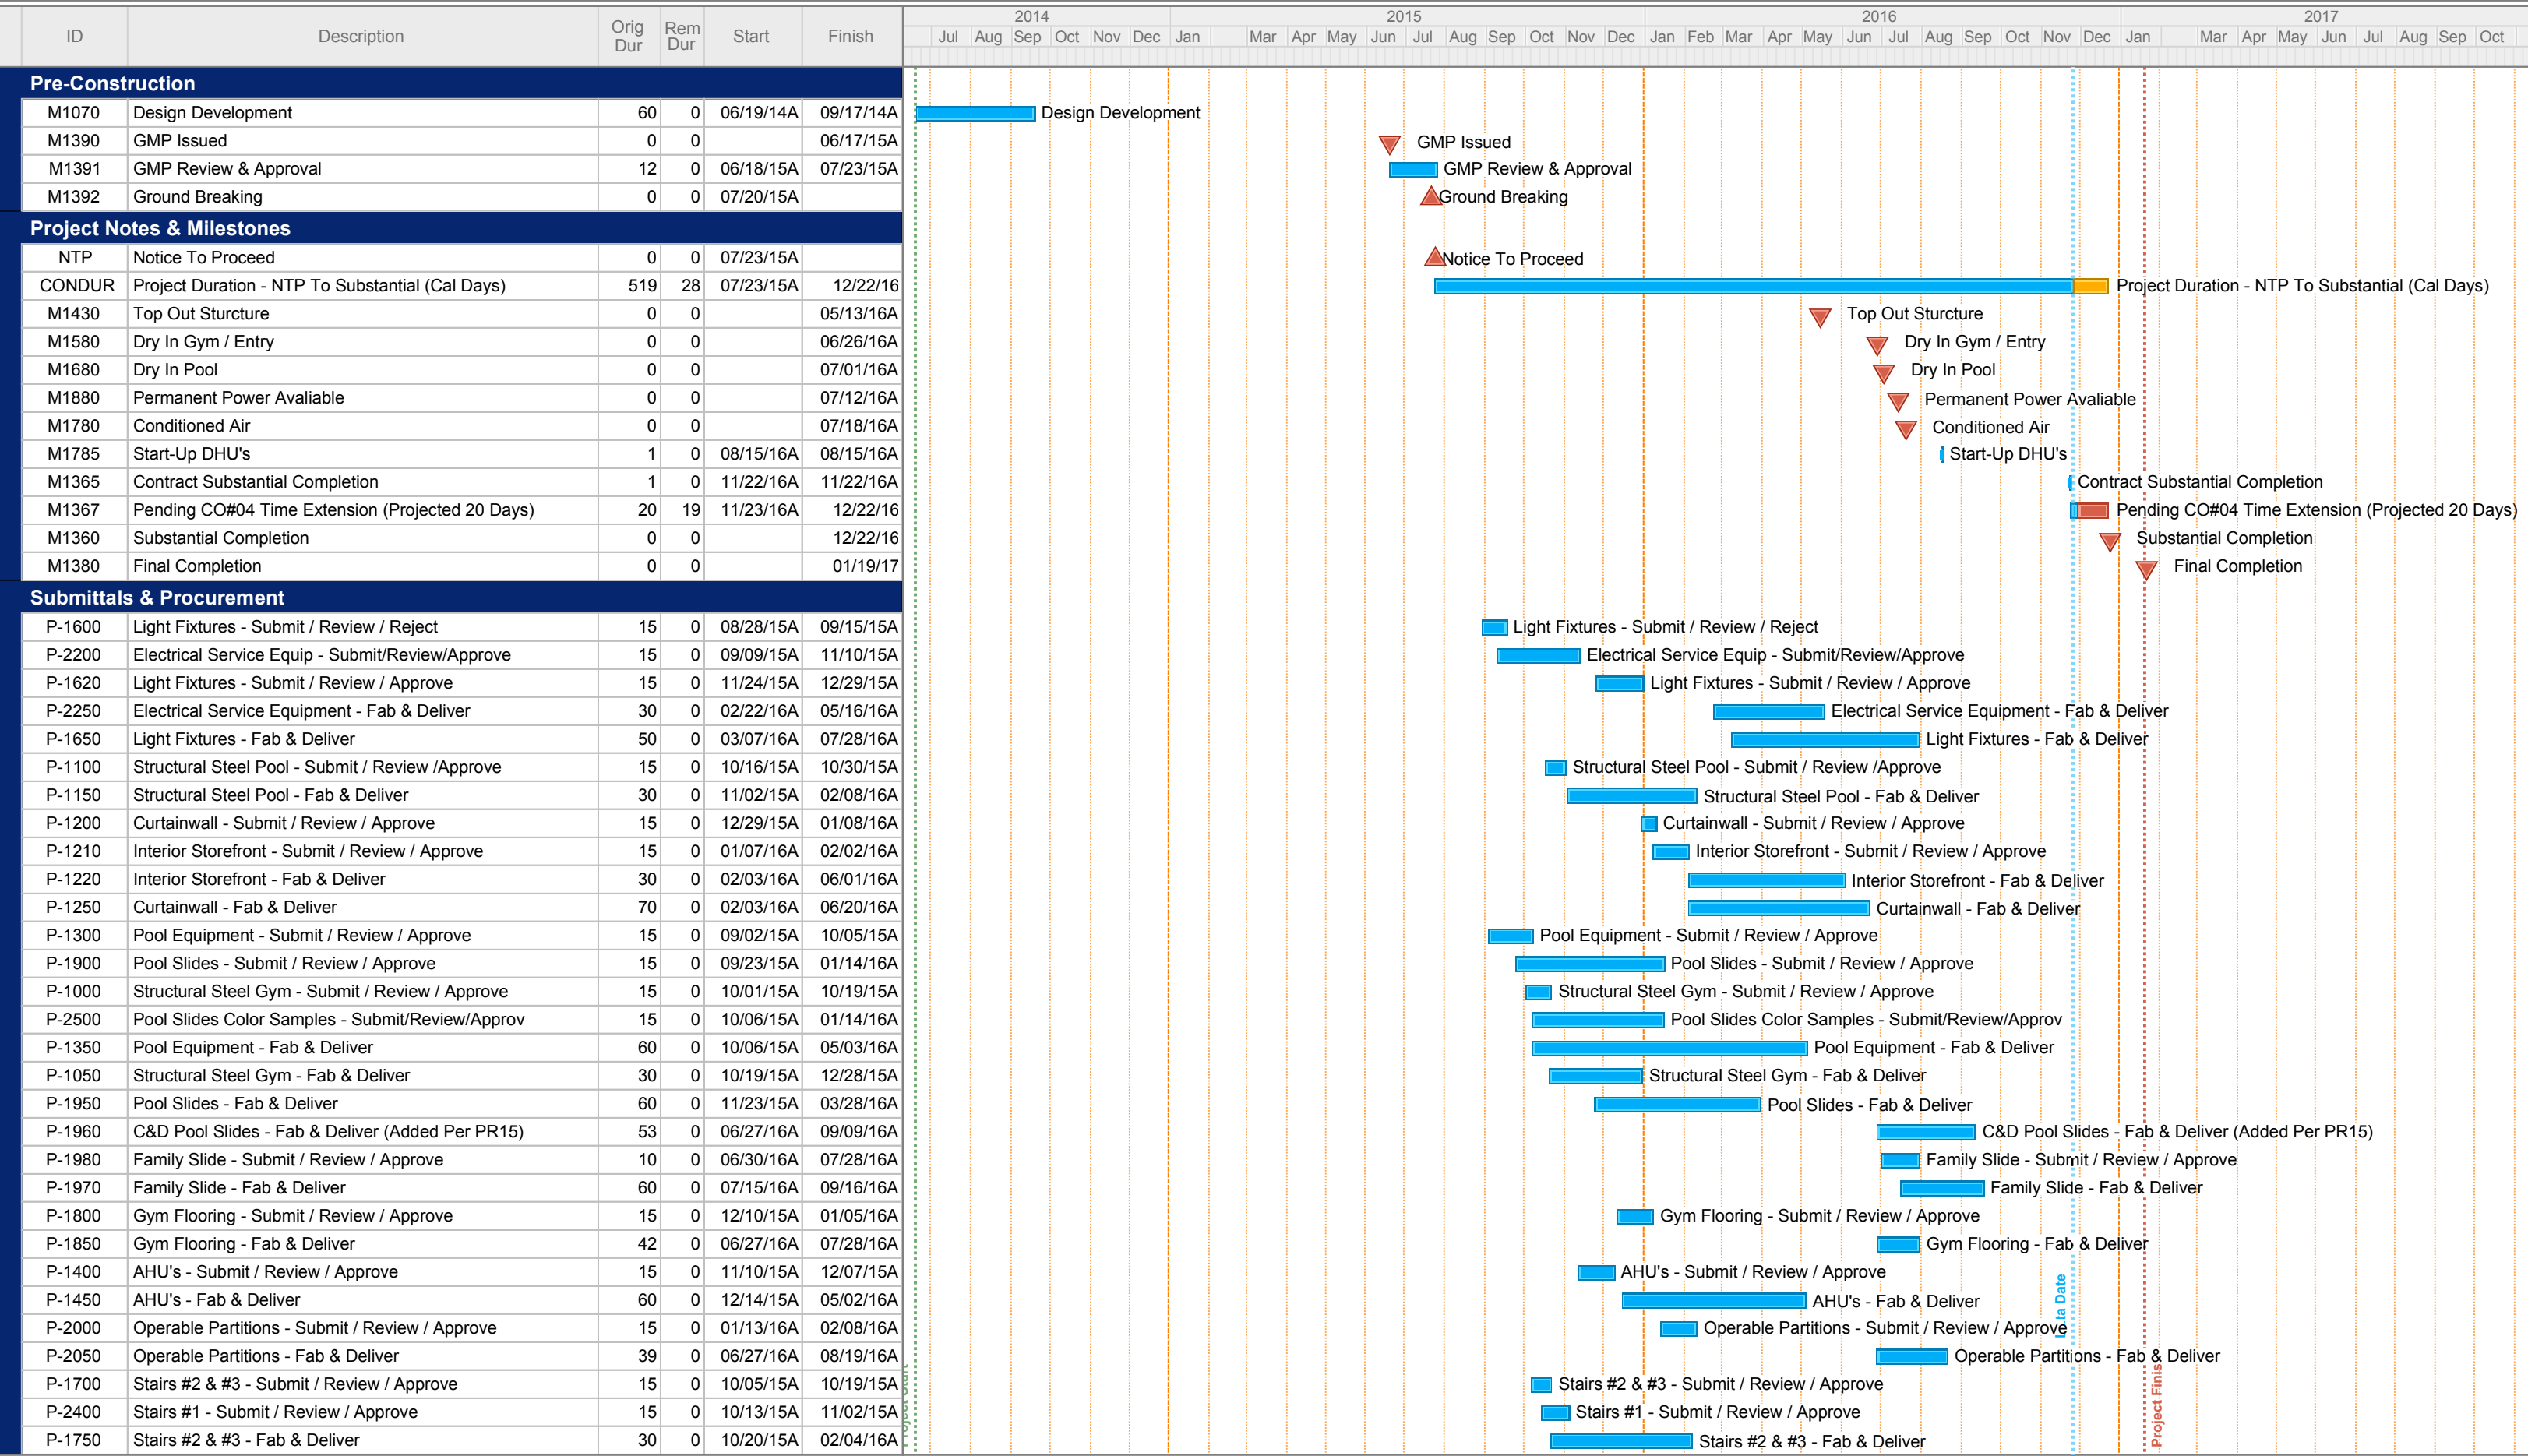 2014 2015 2016 2017
ID Description Orig Dur Rem Dur Start Finish Jul Aug Sep Oct Nov Dec Jan Mar Apr May Jun Jul Aug Sep Oct Nov Dec Jan Feb Mar Apr May Jun Jul Aug Sep Oct Nov Dec Jan Mar Apr May Jun Jul Aug Sep Oct
Pre-Construction
M1070 Design Development 60 0 06/19/14A 09/17/14A Design Development
M1390 GMP Issued 0 0 06/17/15A GMP Issued
M1391 GMP Review & Approval 12 0 06/18/15A 07/23/15A GMP Review & Approval
M1392 Ground Breaking 0 0 07/20/15A Ground Breaking
Project Notes & Milestones
NTP Notice To Proceed 0 0 07/23/15A Notice To Proceed
CONDUR Project Duration - NTP To Substantial (Cal Days) 519 28 07/23/15A 12/22/16 Project Duration - NTP To Substantial (Cal Days)
M1430 Top Out Sturcture 0 0 05/13/16A Top Out Sturcture
M1580 Dry In Gym / Entry 0 0 06/26/16A Dry In Gym / Entry
M1680 Dry In Pool 0 0 07/01/16A Dry In Pool
M1880 Permanent Power Avaliable 0 0 07/12/16A Permanent Power Avaliable
M1780 Conditioned Air 0 0 07/18/16A Conditioned Air
M1785 Start-Up DHU's 1 0 08/15/16A 08/15/16A Start-Up DHU's
M1365 Contract Substantial Completion 1 0 11/22/16A 11/22/16A Contract Substantial Completion
M1367 Pending CO#04 Time Extension (Projected 20 Days) 20 19 11/23/16A 12/22/16 Pending CO#04 Time Extension (Projected 20 Days)
M1360 Substantial Completion 0 0 12/22/16 Substantial Completion
M1380 Final Completion 0 0 01/19/17 Final Completion
Submittals & Procurement
P-1600 Light Fixtures - Submit / Review / Reject 15 0 08/28/15A 09/15/15A Light Fixtures - Submit / Review / Reject
P-2200 Electrical Service Equip - Submit/Review/Approve 15 0 09/09/15A 11/10/15A Electrical Service Equip - Submit/Review/Approve
P-1620 Light Fixtures - Submit / Review / Approve 15 0 11/24/15A 12/29/15A Light Fixtures - Submit / Review / Approve
P-2250 Electrical Service Equipment - Fab & Deliver 30 0 02/22/16A 05/16/16A Electrical Service Equipment - Fab & Deliver
P-1650 Light Fixtures - Fab & Deliver 50 0 03/07/16A 07/28/16A Light Fixtures - Fab & Deliver
P-1100 Structural Steel Pool - Submit / Review /Approve 15 0 10/16/15A 10/30/15A Structural Steel Pool - Submit / Review /Approve
P-1150 Structural Steel Pool - Fab & Deliver 30 0 11/02/15A 02/08/16A Structural Steel Pool - Fab & Deliver
P-1200 Curtainwall - Submit / Review / Approve 15 0 12/29/15A 01/08/16A Curtainwall - Submit / Review / Approve
P-1210 Interior Storefront - Submit / Review / Approve 15 0 01/07/16A 02/02/16A Interior Storefront - Submit / Review / Approve
P-1220 Interior Storefront - Fab & Deliver 30 0 02/03/16A 06/01/16A Interior Storefront - Fab & Deliver
P-1250 Curtainwall - Fab & Deliver 70 0 02/03/16A 06/20/16A Curtainwall - Fab & Deliver
P-1300 Pool Equipment - Submit / Review / Approve 15 0 09/02/15A 10/05/15A Pool Equipment - Submit / Review / Approve
P-1900 Pool Slides - Submit / Review / Approve 15 0 09/23/15A 01/14/16A Pool Slides - Submit / Review / Approve
P-1000 Structural Steel Gym - Submit / Review / Approve 15 0 10/01/15A 10/19/15A Structural Steel Gym - Submit / Review / Approve
P-2500 Pool Slides Color Samples - Submit/Review/Approv 15 0 10/06/15A 01/14/16A Pool Slides Color Samples - Submit/Review/Approv
P-1350 Pool Equipment - Fab & Deliver 60 0 10/06/15A 05/03/16A Pool Equipment - Fab & Deliver
P-1050 Structural Steel Gym - Fab & Deliver 30 0 10/19/15A 12/28/15A Structural Steel Gym - Fab & Deliver
P-1950 Pool Slides - Fab & Deliver 60 0 11/23/15A 03/28/16A Pool Slides - Fab & Deliver
P-1960 C&D Pool Slides - Fab & Deliver (Added Per PR15) 53 0 06/27/16A 09/09/16A C&D Pool Slides - Fab & Deliver (Added Per PR15)
P-1980 Family Slide - Submit / Review / Approve 10 0 06/30/16A 07/28/16A Family Slide - Submit / Review / Approve
P-1970 Family Slide - Fab & Deliver 60 0 07/15/16A 09/16/16A Family Slide - Fab & Deliver
P-1800 Gym Flooring - Submit / Review / Approve 15 0 12/10/15A 01/05/16A Gym Flooring - Submit / Review / Approve
P-1850 Gym Flooring - Fab & Deliver 42 0 06/27/16A 07/28/16A Gym Flooring - Fab & Deliver
P-1400 AHU's - Submit / Review / Approve 15 0 11/10/15A 12/07/15A AHU's - Submit / Review / Approve
P-1450 AHU's - Fab & Deliver 60 0 12/14/15A 05/02/16A AHU's - Fab & Deliver
P-2000 Operable Partitions - Submit / Review / Approve 15 0 01/13/16A 02/08/16A Operable Partitions - Submit / Review / Approve
P-2050 Operable Partitions - Fab & Deliver 39 0 06/27/16A 08/19/16A Operable Partitions - Fab & Deliver
P-1700 Stairs #2 & #3 - Submit / Review / Approve 15 0 10/05/15A 10/19/15A Stairs #2 & #3 - Submit / Review / Approve
P-2400 Stairs #1 - Submit / Review / Approve 15 0 10/13/15A 11/02/15A Stairs #1 - Submit / Review / Approve
P-1750 Stairs #2 & #3 - Fab & Deliver 30 0 10/20/15A 02/04/16A Stairs #2 & #3 - Fab & Deliver
Project Start
Data Date
Project Finis